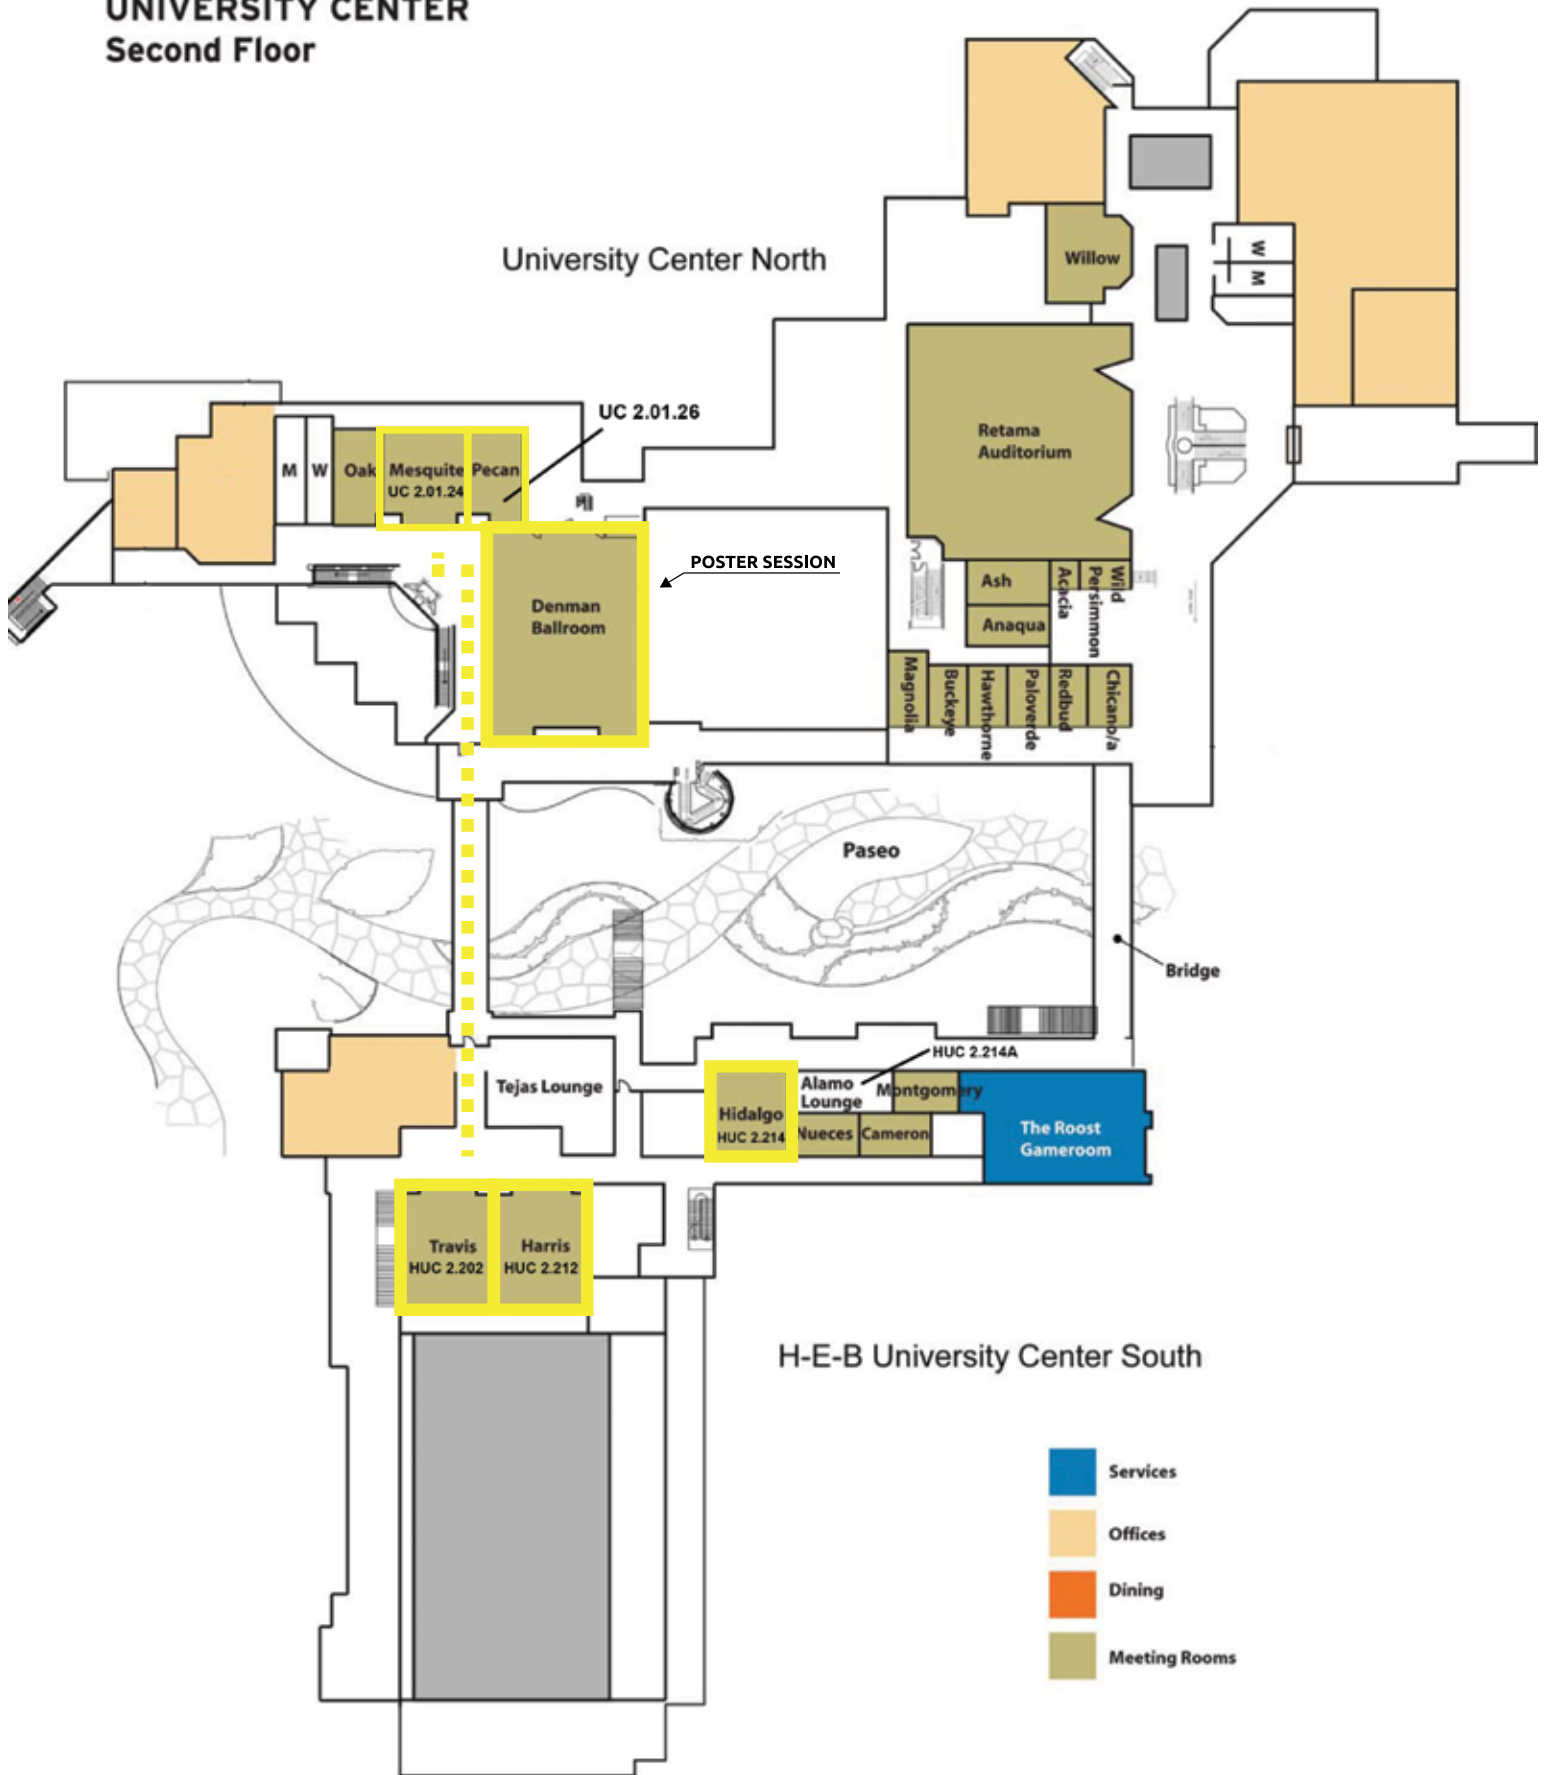 UNIVERSITY CENTER
Second Floor
University Center North
Willow
W
M
UC 2.01.26
Retama
Auditorium
M
W
Oak
Mesquite
UC 2.01.24
Pecan
POSTER SESSION
Denman
Ballroom
Ash
Anaqua
Acacia
Wild
Persimmon
Magnolia
Buckeye
Hawthorne
Paloverde
Redbud
Chicano/a
Paseo
Bridge
HUC 2.214A
Tejas Lounge
Alamo
Lounge
Montgomery
Hidalgo
HUC 2.214
Nueces
Cameron
The Roost
Gameroom
Travis
HUC 2.202
Harris
HUC 2.212
H-E-B University Center South
Services
Offices
Dining
Meeting Rooms